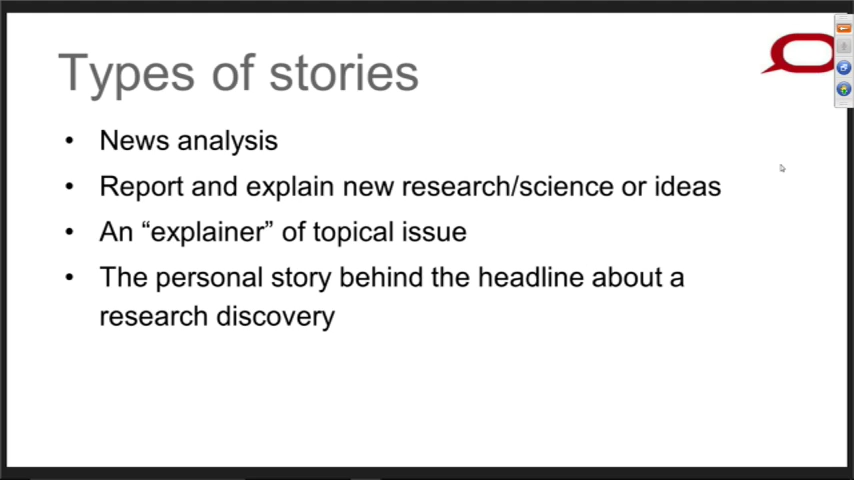 Types of stories
• News analysis
• Report and explain new research/science or ideas
• An “explainer” of topical issue
• The personal story behind the headline about a
research discovery